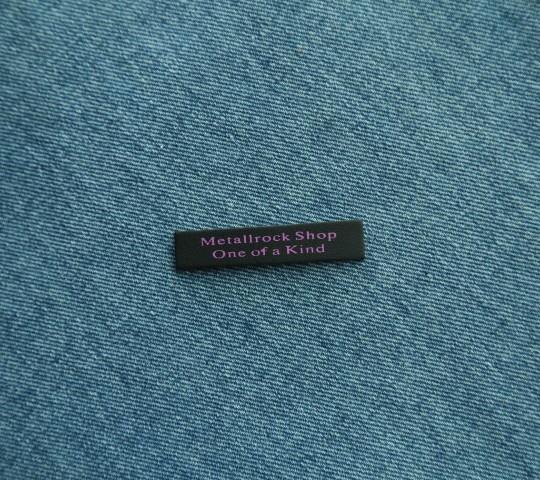 Metallrock Shop
One of a Kind